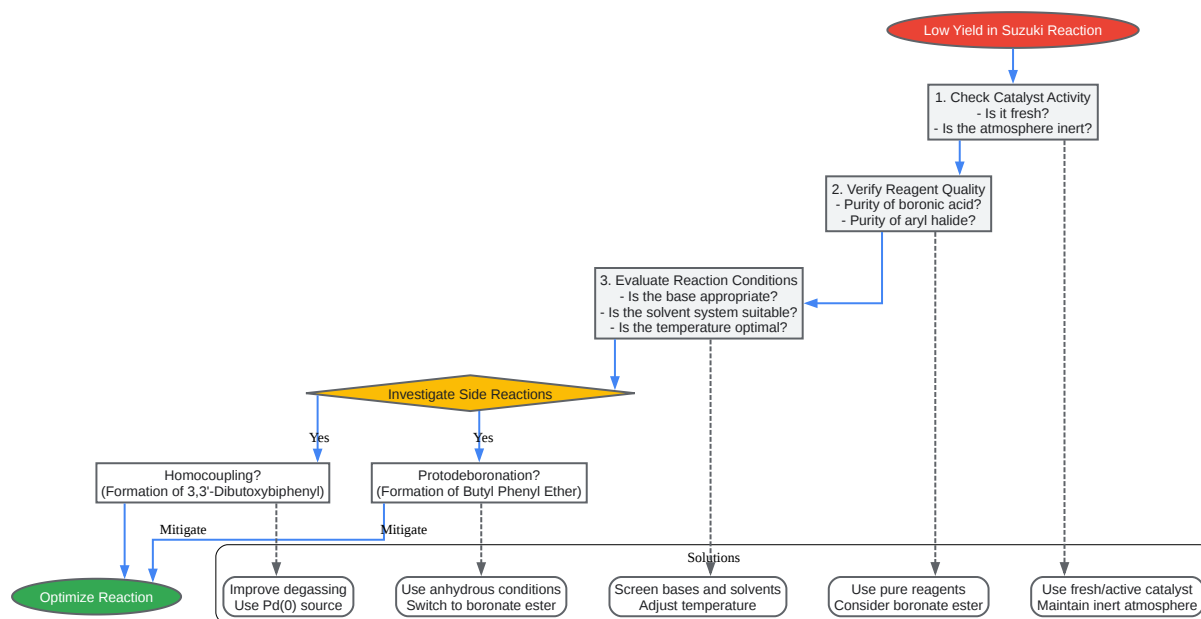 Low Yield in Suzuki Reaction
1. Check Catalyst Activity
- Is it fresh?
- Is the atmosphere inert?
2. Verify Reagent Quality
- Purity of boronic acid?
- Purity of aryl halide?
3. Evaluate Reaction Conditions
- Is the base appropriate?
- Is the solvent system suitable?
- Is the temperature optimal?
Investigate Side Reactions
Yes
Yes
Homocoupling?
(Formation of 3,3'-Dibutoxybiphenyl)
Protodeboronation?
(Formation of Butyl Phenyl Ether)
Mitigate
Mitigate
Solutions
Optimize Reaction
Improve degassing
Use Pd(0) source
Use anhydrous conditions
Switch to boronate ester
Screen bases and solvents
Adjust temperature
Use pure reagents
Consider boronate ester
Use fresh/active catalyst
Maintain inert atmosphere